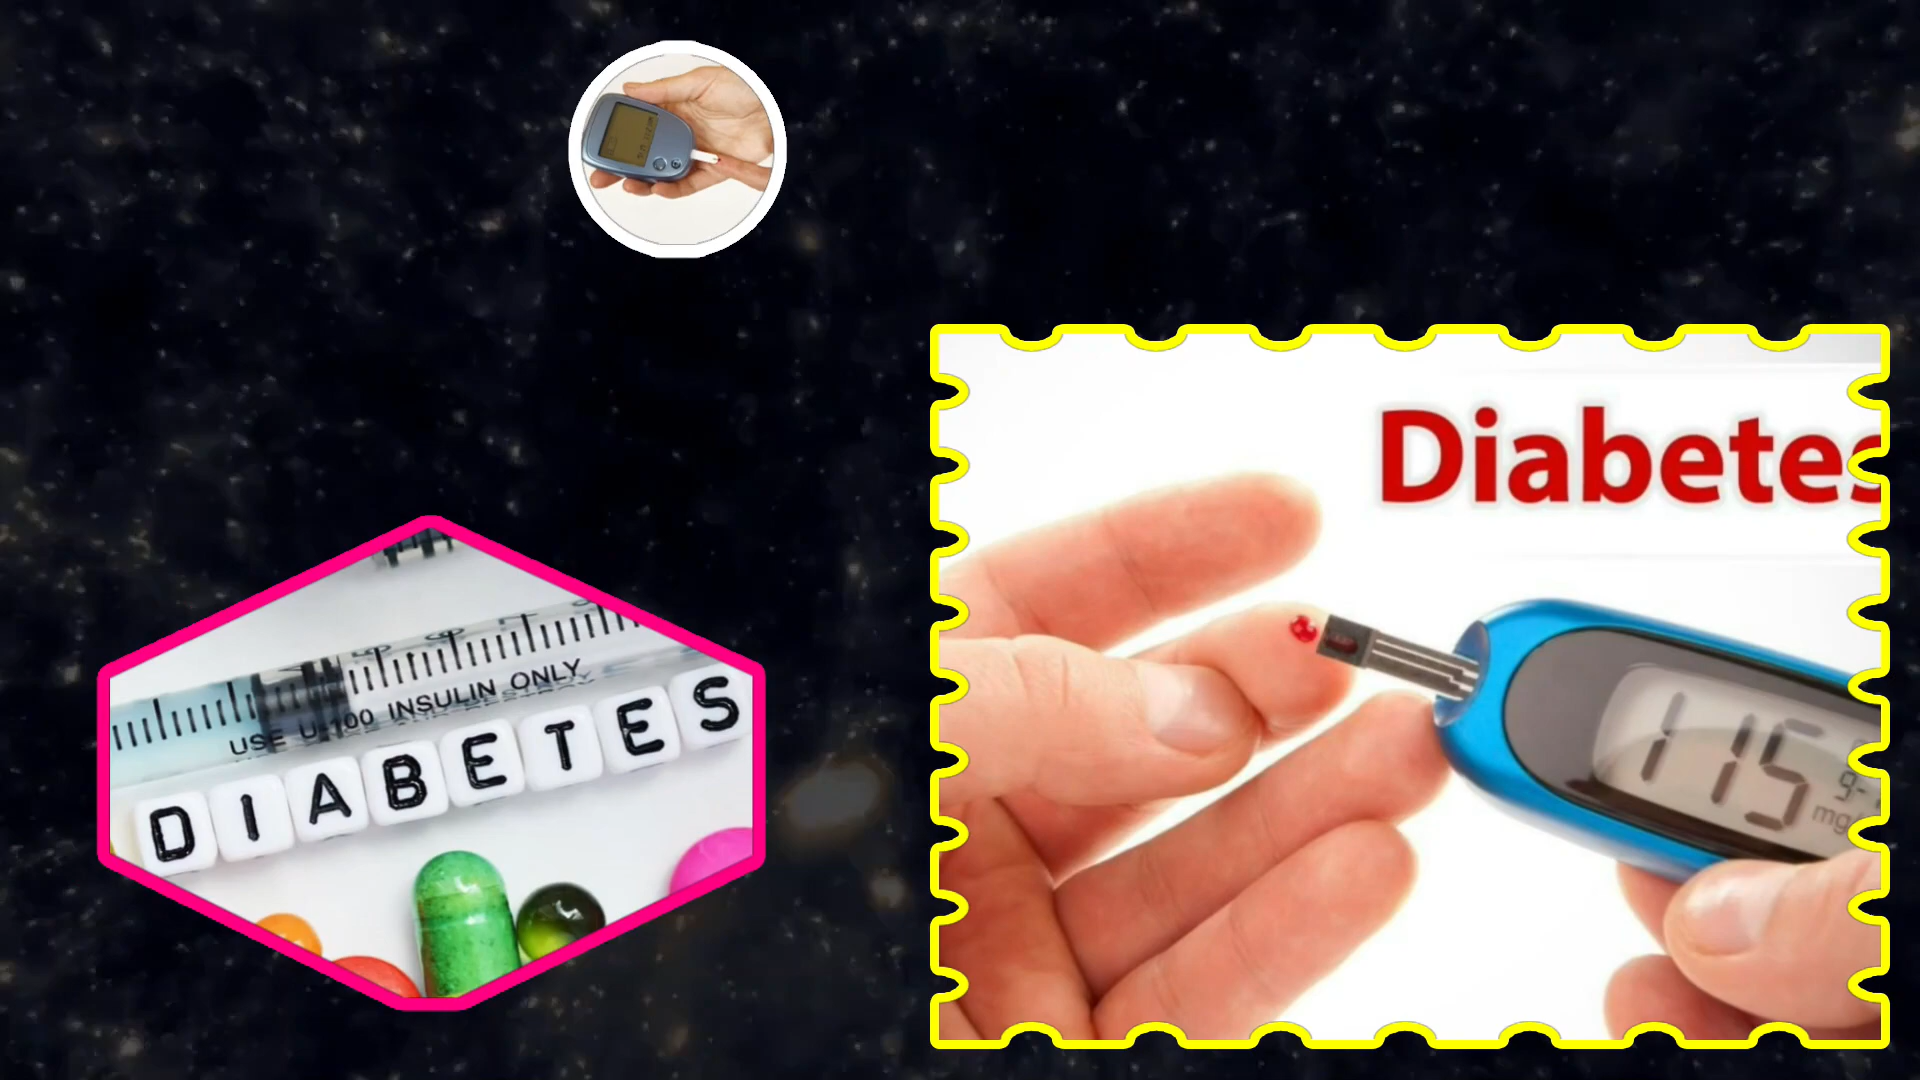 Diabetes
USE U-100 INSULIN ONLY
DIABETES
115
mg/